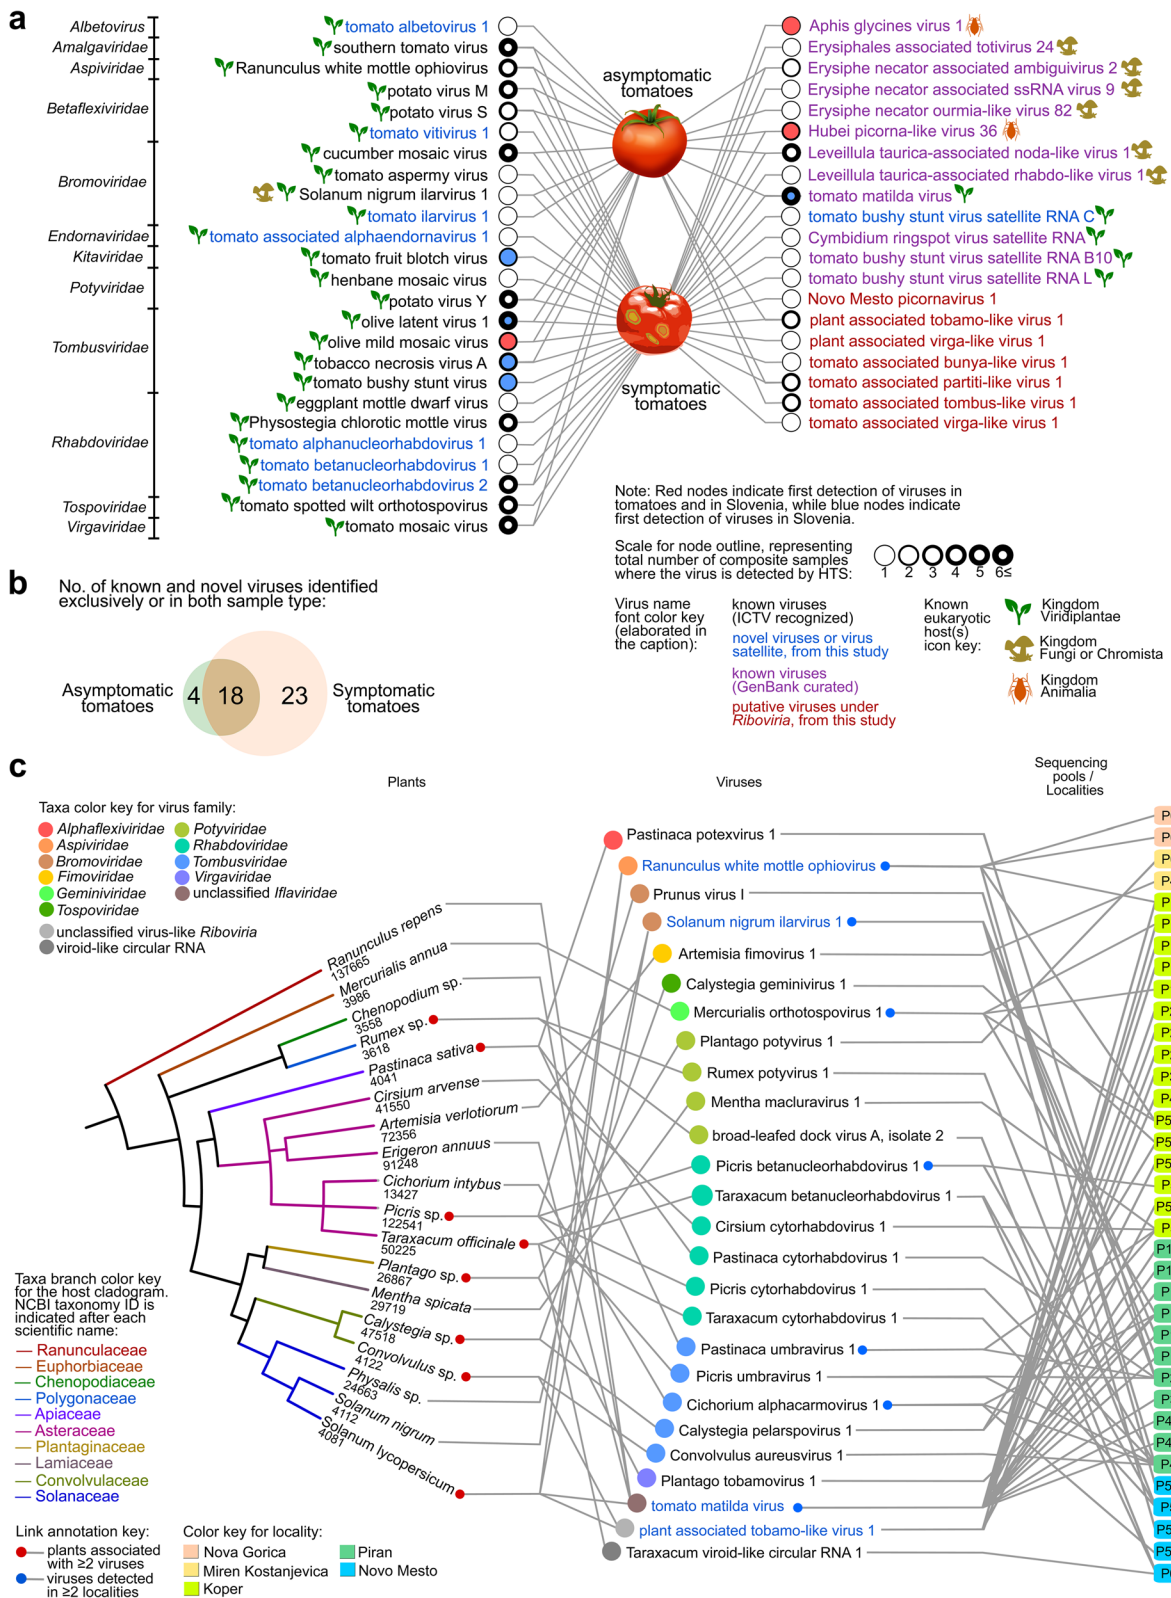 a
Albetovirus
Amalgaviridae
Aspiviridae
Betaflexiviridae
Bromoviridae
Endornaviridae
Kitaviridae
Potyviridae
Tombusviridae
Rhabdoviridae
Tospoviridae
Virgaviridae
tomato albetovirus 1
southern tomato virus
Ranunculus white mottle ophiovirus
potato virus M
potato virus S
tomato vitivirus 1
cucumber mosaic virus
tomato aspermy virus
Solanum nigrum ilarvirus 1
tomato ilarvirus 1
tomato associated alphaendornavirus 1
tomato fruit blotch virus
henbane mosaic virus
potato virus Y
olive latent virus 1
olive mild mosaic virus
tobacco necrosis virus A
tomato bushy stunt virus
eggplant mottle dwarf virus
Physostegia chlorotic mottle virus
tomato alphanucleorhabdovirus 1
tomato betanucleorhabdovirus 1
tomato betanucleorhabdovirus 2
tomato spotted wilt orthotospovirus
tomato mosaic virus
asymptomatic
tomatoes
symptomatic
tomatoes
Aphis glycines virus 1
Erysiphales associated totivirus 24
Erysiphe necator associated ambiguivirus 2
Erysiphe necator associated ssRNA virus 9
Erysiphe necator ourmia-like virus 82
Hubei picorna-like virus 36
Leveillula taurica-associated noda-like virus 1
Leveillula taurica-associated rhabdo-like virus 1
tomato matilda virus
tomato bushy stunt virus satellite RNA C
Cymbidium ringspot virus satellite RNA
tomato bushy stunt virus satellite RNA B10
tomato bushy stunt virus satellite RNA L
Novo Mesto picornavirus 1
plant associated tobamo-like virus 1
plant associated virga-like virus 1
tomato associated bunya-like virus 1
tomato associated partiti-like virus 1
tomato associated tombus-like virus 1
tomato associated virga-like virus 1
Note: Red nodes indicate first detection of viruses in
tomatoes and in Slovenia, while blue nodes indicate
first detection of viruses in Slovenia.
Scale for node outline, representing
total number of composite samples
where the virus is detected by HTS:
1 2 3 4 5 6≤
Virus name
font color key
(elaborated in
the caption):
known viruses
(ICTV recognized)
novel viruses or virus
satellite, from this study
known viruses
(GenBank curated)
putative viruses under
Riboviria, from this study
Known
eukaryotic
host(s)
icon key:
Kingdom
Viridiplantae
Kingdom
Fungi or Chromista
Kingdom
Animalia
b
No. of known and novel viruses identified
exclusively or in both sample type:
Asymptomatic
tomatoes
4 18 23
Symptomatic
tomatoes
c
Plants
Viruses
Sequencing
pools /
Localities
Taxa color key for virus family:
Alphaflexiviridae
Aspiviridae
Bromoviridae
Fimoviridae
Geminiviridae
Tospoviridae
Potyviridae
Rhabdoviridae
Tombusviridae
Virgaviridae
unclassified Iflaviridae
unclassified virus-like Riboviria
viroid-like circular RNA
Ranunculus repens
137665
Mercurialis annua
3986
Chenopodium sp.
3558
Rumex sp.
3618
Pastinaca sativa
4041
Cirsium arvense
41550
Artemisia verlotiorum
72356
Erigeron annuus
91248
Cichorium intybus
13427
Picris sp.
122541
Taraxacum officinale
50225
Plantago sp.
26867
Mentha spicata
29719
Calystegia sp.
47518
Convolvulus sp.
4122
Physalis sp.
24663
Solanum nigrum
4112
Solanum lycopersicum
4081
Pastinaca potexvirus 1
Ranunculus white mottle ophiovirus
Prunus virus I
Solanum nigrum ilarvirus 1
Artemisia fimovirus 1
Calystegia geminivirus 1
Mercurialis orthotospovirus 1
Plantago potyvirus 1
Rumex potyvirus 1
Mentha macluravirus 1
broad-leafed dock virus A, isolate 2
Picris betanucleorhabdovirus 1
Taraxacum betanucleorhabdovirus 1
Cirsium cytorhabdovirus 1
Pastinaca cytorhabdovirus 1
Picris cytorhabdovirus 1
Taraxacum cytorhabdovirus 1
Pastinaca umbravirus 1
Picris umbravirus 1
Cichorium alphacarmovirus 1
Calystegia pelarspovirus 1
Convolvulus aureusvirus 1
Plantago tobamovirus 1
tomato matilda virus
plant associated tobamo-like virus 1
Taraxacum viroid-like circular RNA 1
Taxa branch color key
for the host cladogram.
NCBI taxonomy ID is
indicated after each
scientific name:
Ranunculaceae
Euphorbiaceae
Chenopodiaceae
Polygonaceae
Apiaceae
Asteraceae
Plantaginaceae
Lamiaceae
Convolvulaceae
Solanaceae
Link annotation key:
plants associated
with ≥2 viruses
viruses detected
in ≥2 localities
Color key for locality:
Nova Gorica
Miren Kostanjevica
Koper
Piran
Novo Mesto